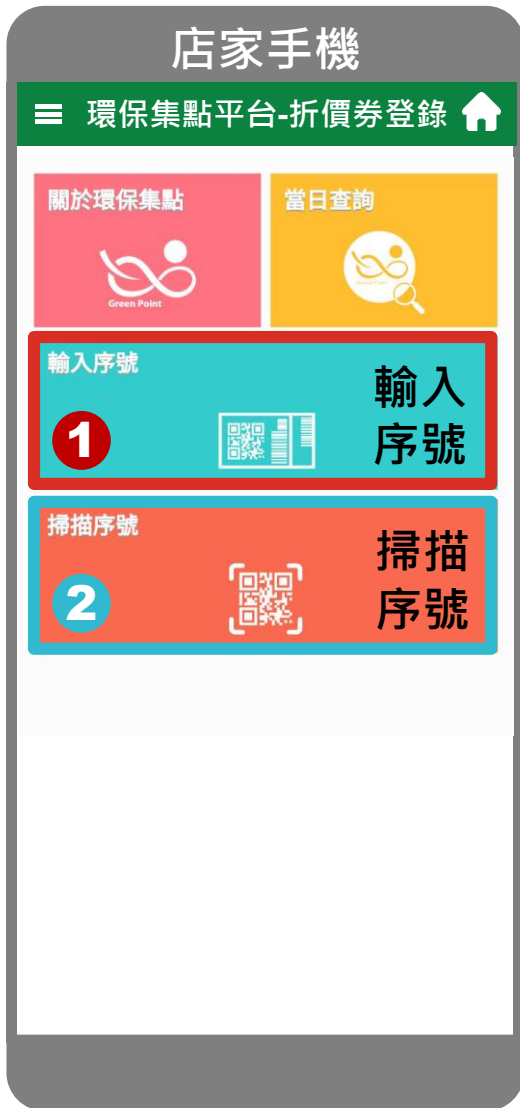 店家手機
環保集點平台-折價券登錄
關於環保集點
Green Point
當日查詢
輸入序號
1
輸入
序號
掃描序號
2
掃描
序號